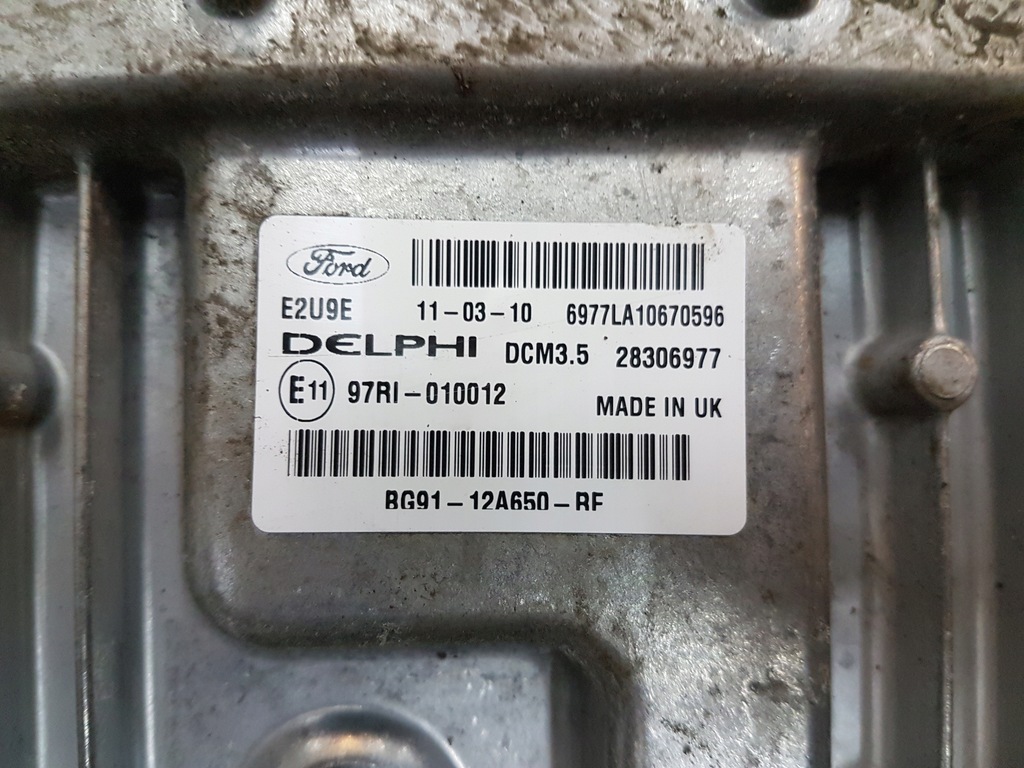 Ford
E2U9E 11-03-10 6977LA10670596
DELPHI DCM3.5 28306977
E11 97RI-010012
MADE IN UK
BG91-12A650-RF